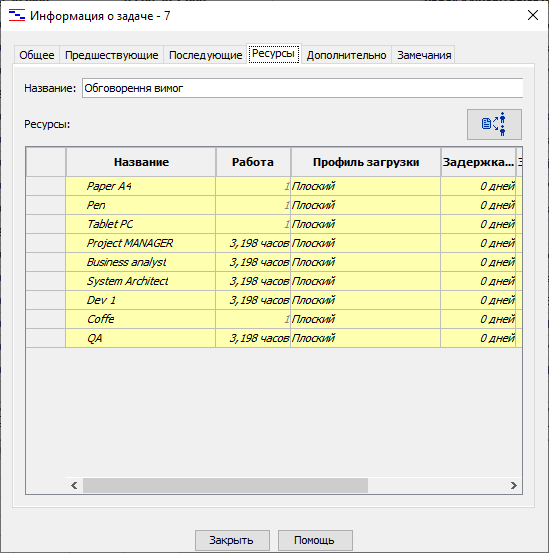 Информация о задаче - 7
Общее Предшествующие Последующие Ресурсы Дополнительно Замечания
Название: Обговорення вимог
Ресурсы:
Название Работа Профиль загрузки Задержка...
Paper A4 1 Плоский 0 дней
Pen 1 Плоский 0 дней
Tablet PC 1 Плоский 0 дней
Project MANAGER 3,198 часов Плоский 0 дней
Business analyst 3,198 часов Плоский 0 дней
System Architect 3,198 часов Плоский 0 дней
Dev 1 3,198 часов Плоский 0 дней
Coffe 1 Плоский 0 дней
QA 3,198 часов Плоский 0 дней
Закрыть Помощь